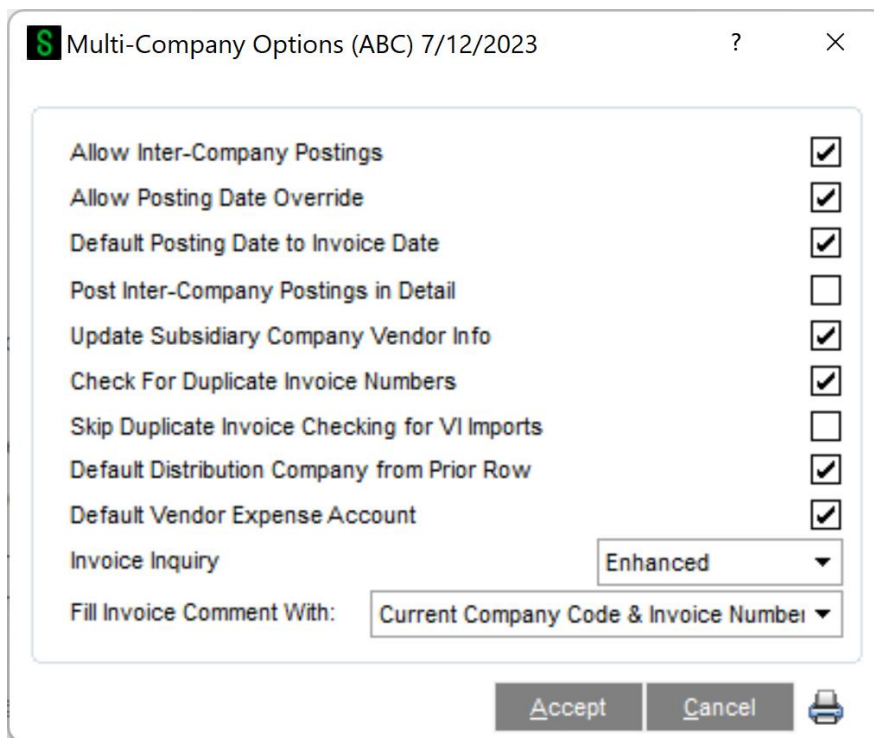 S Multi-Company Options (ABC) 7/12/2023 ?
Allow Inter-Company Postings
Allow Posting Date Override
Default Posting Date to Invoice Date
Post Inter-Company Postings in Detail
Update Subsidiary Company Vendor Info
Check For Duplicate Invoice Numbers
Skip Duplicate Invoice Checking for VI Imports
Default Distribution Company from Prior Row
Default Vendor Expense Account
Invoice Inquiry Enhanced
Fill Invoice Comment With: Current Company Code & Invoice Number
Accept Cancel